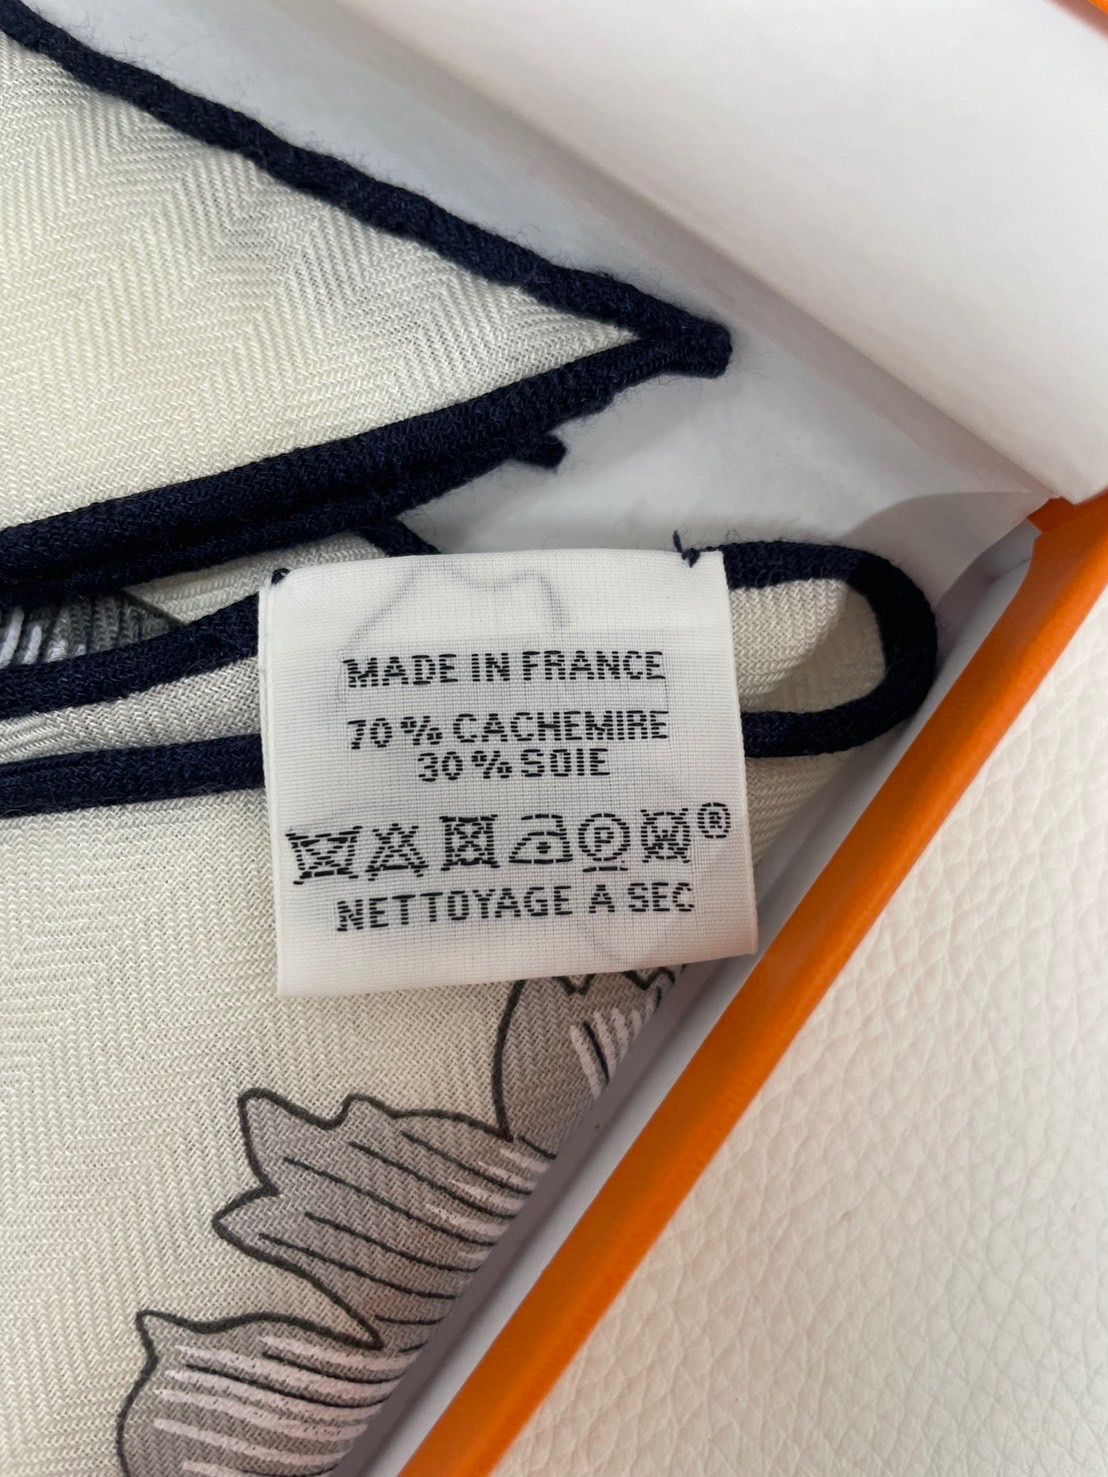 MADE IN FRANCE
70% CACHEMIRE
30% SOIE
P W ®
NETTOYAGE A SEC